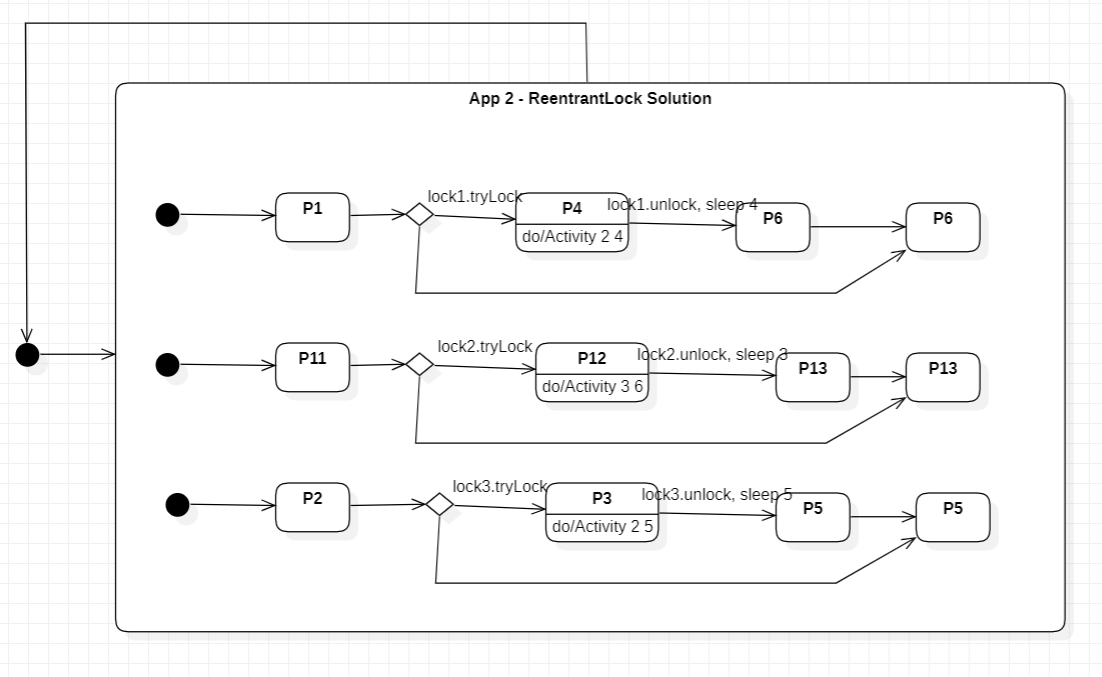 App 2 - ReentrantLock Solution
P1
lock1.tryLock
P4
do/Activity 2 4
lock1.unlock, sleep 4
P6
P6
P11
lock2.tryLock
P12
do/Activity 3 6
lock2.unlock, sleep 3
P13
P13
P2
lock3.tryLock
P3
do/Activity 2 5
lock3.unlock, sleep 5
P5
P5